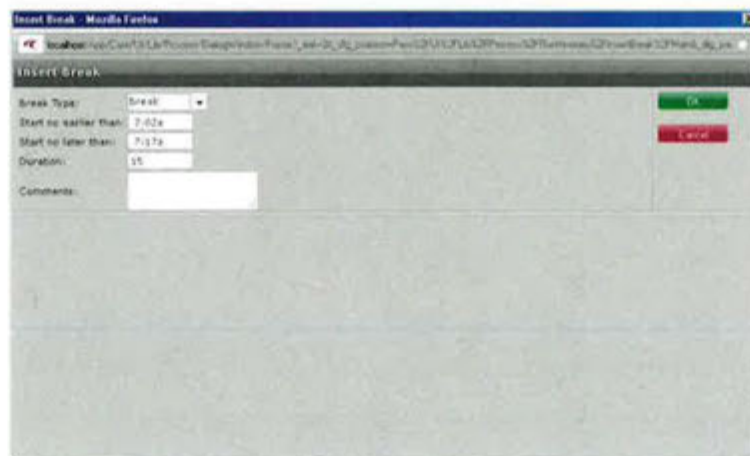 Insert Break - Mozilla Firefox
localhost
Insert Break
Break Type: Break
OK
Start no earlier than: 7:02a
Start no later than: 7:17a
Cancel
Duration: 15
Comments: